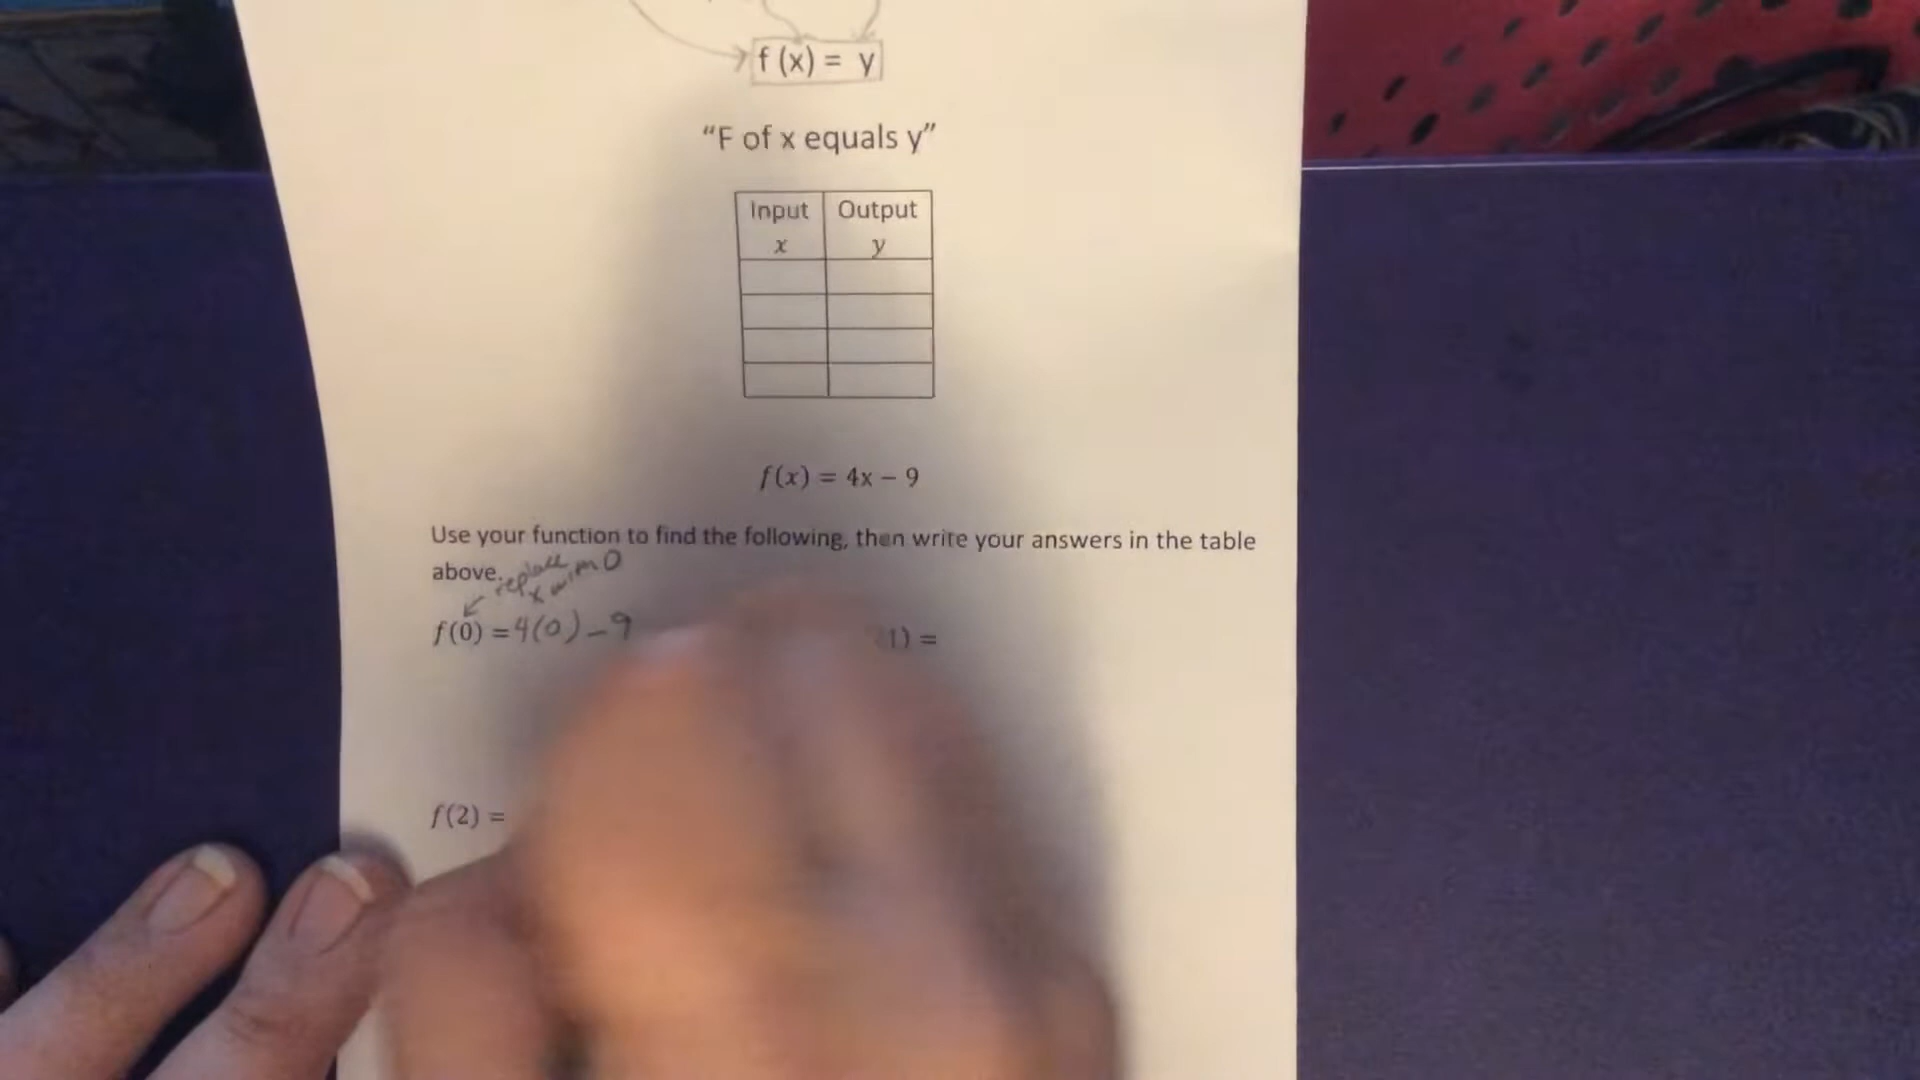 f (x) = y
“F of x equals y”
Input Output
x y
f(x) = 4x – 9
Use your function to find the following, then write your answers in the table
above. replace
x with 0
f(0) = 4(0) – 9
1) =
f(2) =